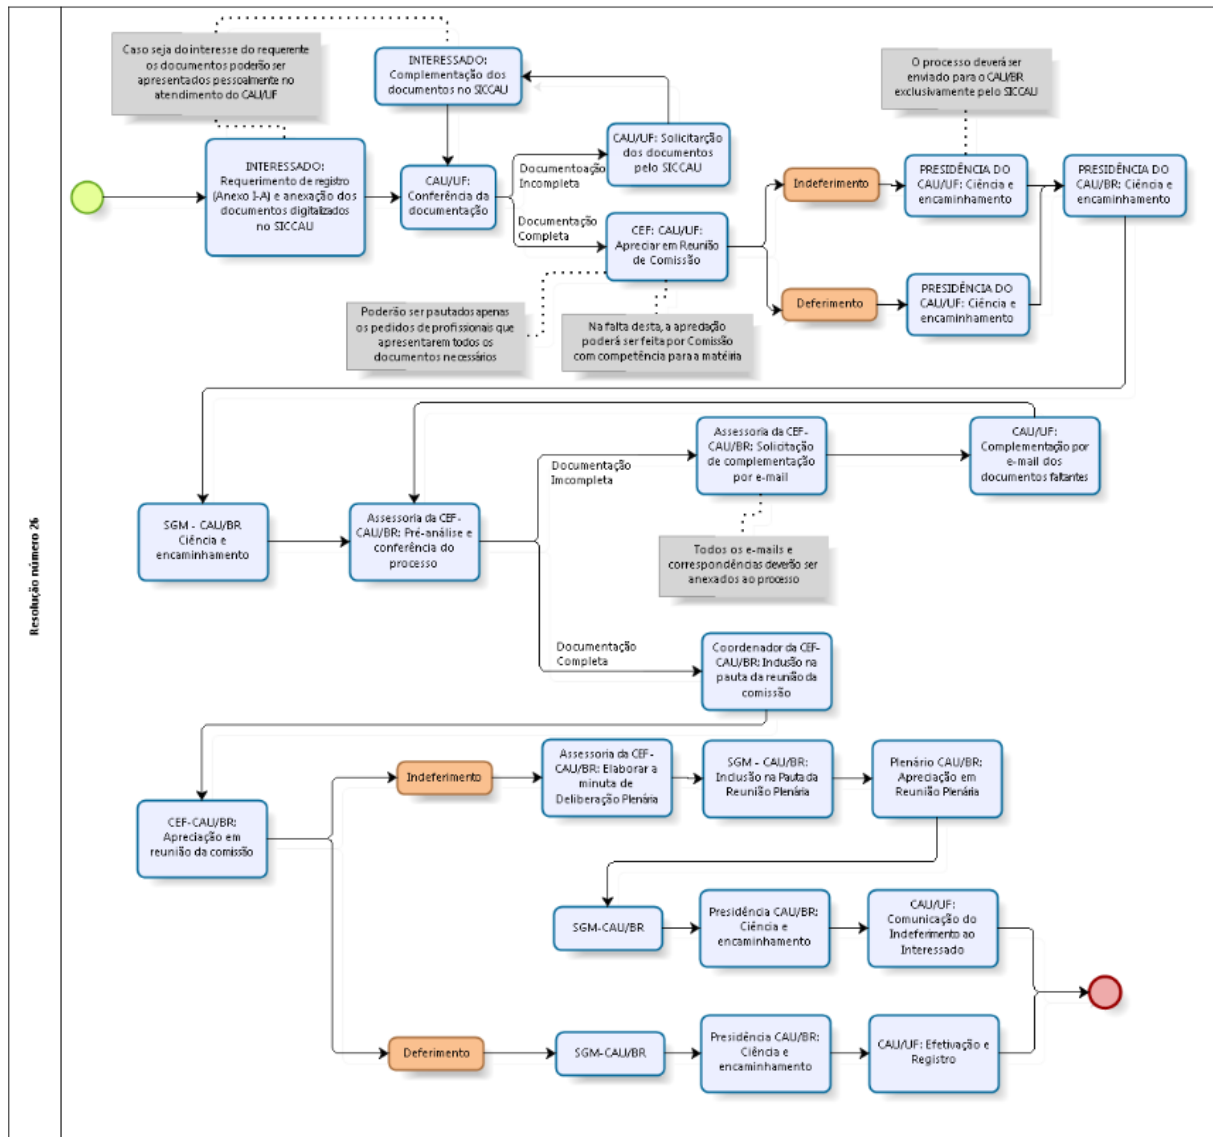 Resolução número 26
Caso seja do interesse do requerente
os documentos poderão ser
apresentados pessoalmente no
atendimento do CAU/UF
INTERESSADO:
Complementação dos
documentos no SICCAU
O processo deverá ser
enviado para o CAU/BR
exclusivamente pelo SICCAU
INTERESSADO:
Requerimento de registro
(Anexo I-A) e anexação dos
documentos digitalizados
no SICCAU
CAU/UF:
Conferência da
documentação
Documentoação
Incompleta
CAU/UF: Solicitarção
dos documentos
pelo SICCAU
Documentação
Completa
CEF: CAU/UF:
Apreciar em Reunião
de Comissão
Indeferimento
PRESIDÊNCIA DO
CAU/UF: Ciência e
encaminhamento
PRESIDÊNCIA DO
CAU/BR: Ciência e
encaminhamento
Deferimento
PRESIDÊNCIA DO
CAU/UF: Ciência e
encaminhamento
Poderão ser pautados apenas
os pedidos de profissionais que
apresentarem todos os
documentos necessários
Na falta desta, a apredação
poderá ser feita por Comissão
com competência para a matéiria
SGM - CAU/BR
Ciência e
encaminhamento
Assessoria da CEF-
CAU/BR: Pré-análise e
conferência do
processo
Documentação
Imcompleta
Assessoria da CEF-
CAU/BR: Solicitação
de complementação
por e-mail
CAU/UF:
Complementação por
e-mail dos
documentos faltantes
Todos os e-mails e
correspondências deverão ser
anexados ao processo
Documentação
Completa
Coordenador da CEF-
CAU/BR: Inclusão na
pauta da reunião da
comissão
CEF-CAU/BR:
Apreciação em
reunião da comissão
Indeferimento
Assessoria da CEF-
CAU/BR: Elaborar a
minuta de
Deliberação Plenária
SGM - CAU/BR:
Inclusão na Pauta da
Reunião Plenária
Plenário CAU/BR:
Apreciação em
Reunião Plenária
SGM-CAU/BR
Presidência CAU/BR:
Ciência e
encaminhamento
CAU/UF:
Comunicação do
Indeferimento ao
Interessado
Deferimento
SGM-CAU/BR
Presidência CAU/BR:
Ciência e
encaminhamento
CAU/UF: Efetivação e
Registro